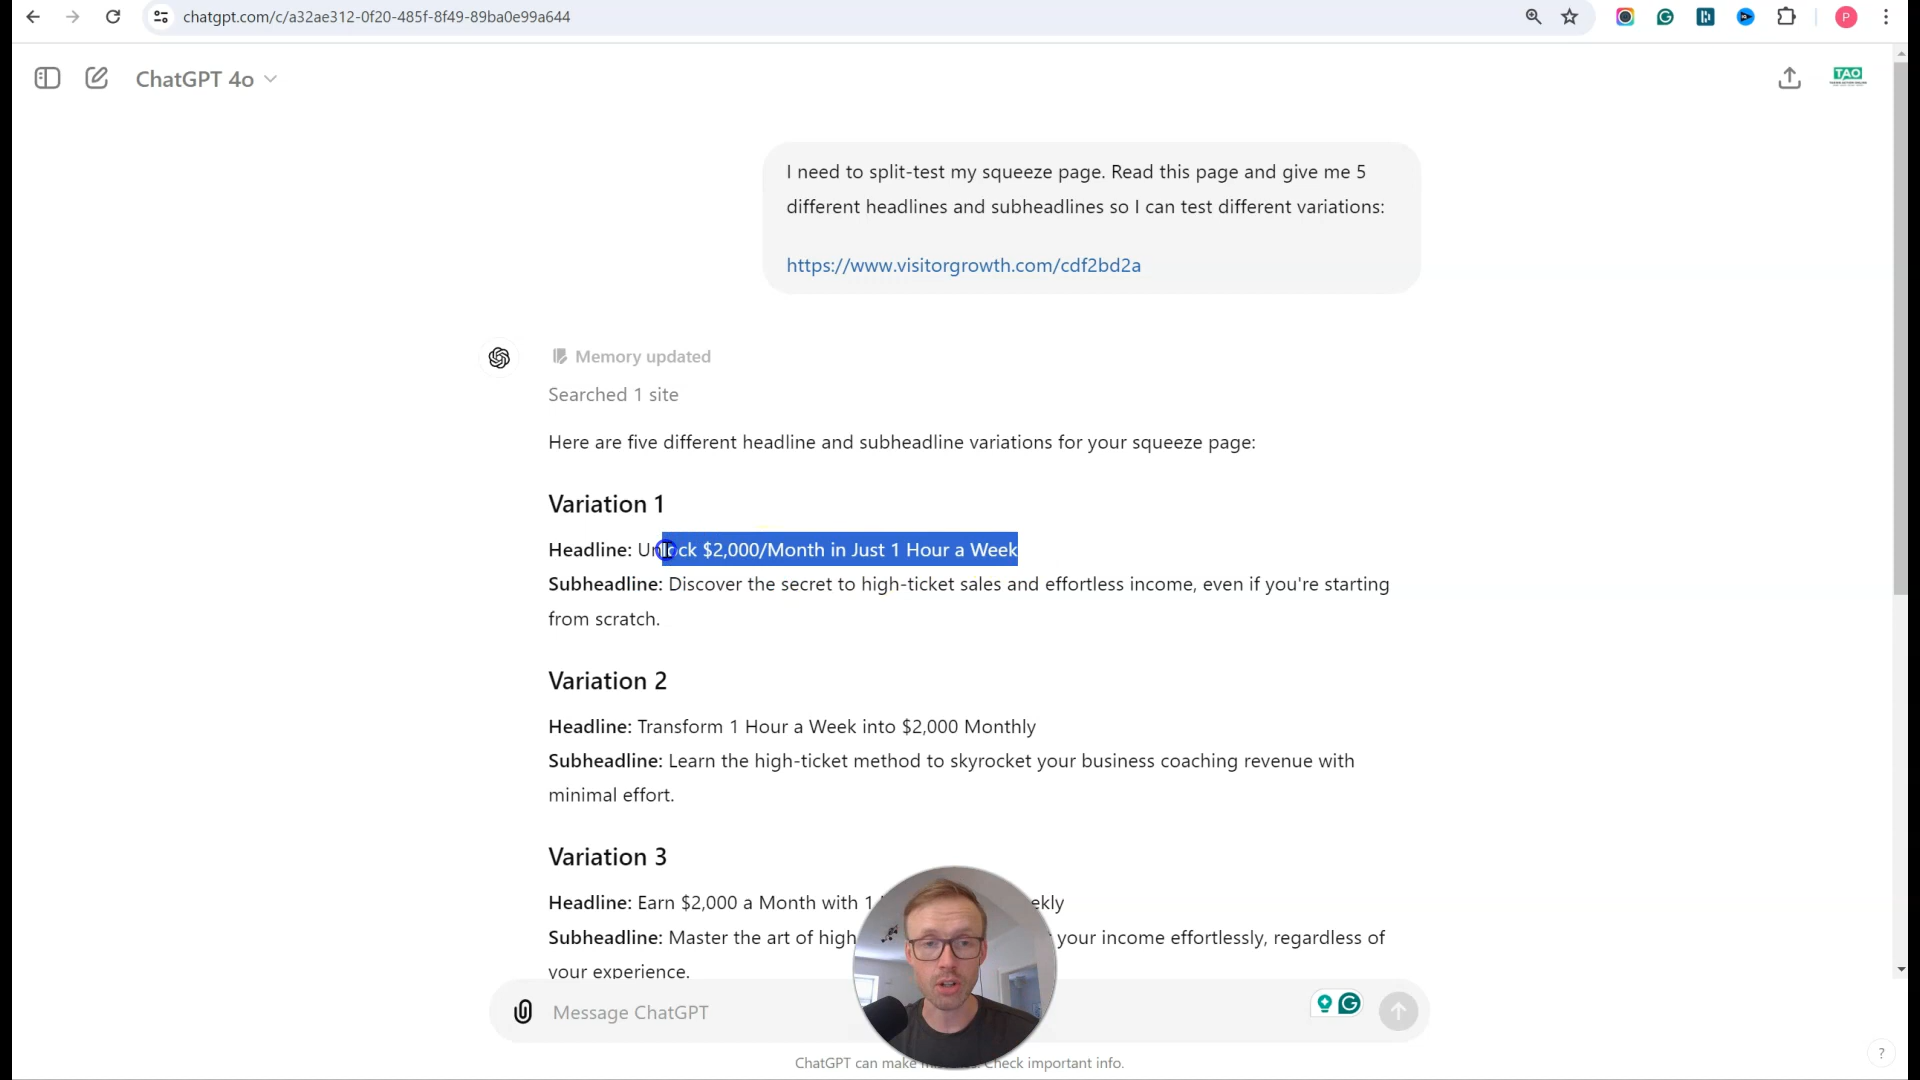 chatgpt.com/c/a32ae312-0f20-485f-8f49-89ba0e99a644
P
ChatGPT 4o
TAO
I need to split-test my squeeze page. Read this page and give me 5
different headlines and subheadlines so I can test different variations:
https://www.visitorgrowth.com/cdf2bd2a
Memory updated
Searched 1 site
Here are five different headline and subheadline variations for your squeeze page:
Variation 1
Headline: Unlock $2,000/Month in Just 1 Hour a Week
Subheadline: Discover the secret to high-ticket sales and effortless income, even if you're starting
from scratch.
Variation 2
Headline: Transform 1 Hour a Week into $2,000 Monthly
Subheadline: Learn the high-ticket method to skyrocket your business coaching revenue with
minimal effort.
Variation 3
Headline: Earn $2,000 a Month with 1
Subheadline: Master the art of high your income effortlessly, regardless of
your experience.
Message ChatGPT
ChatGPT can make Check important info.
?